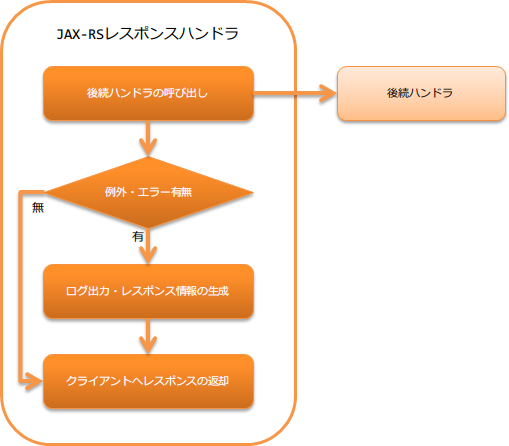 JAX-RSレスポンスハンドラ
後続ハンドラの呼び出し
後続ハンドラ
例外・エラー有無
無
有
ログ出力・レスポンス情報の生成
クライアントへレスポンスの返却